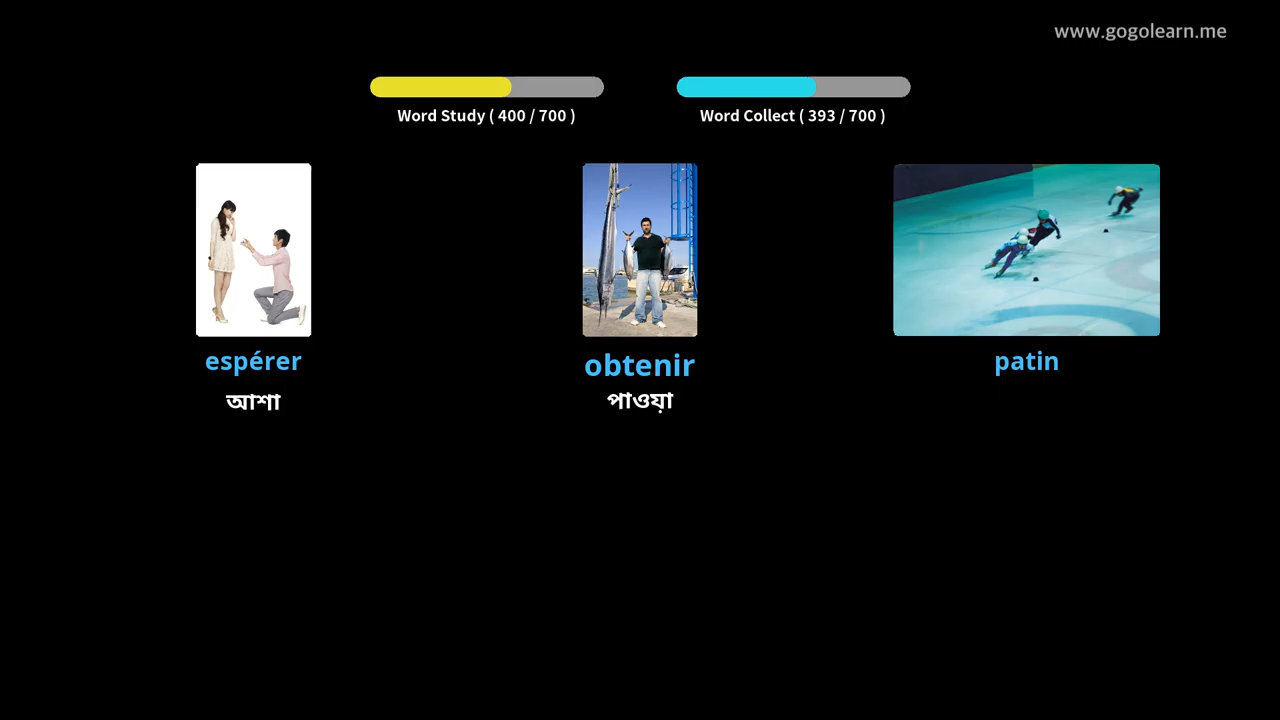 www.gogolearn.me
Word Study ( 400 / 700 )
Word Collect ( 393 / 700 )
espérer
obtenir
patin
আশা
পাওয়া